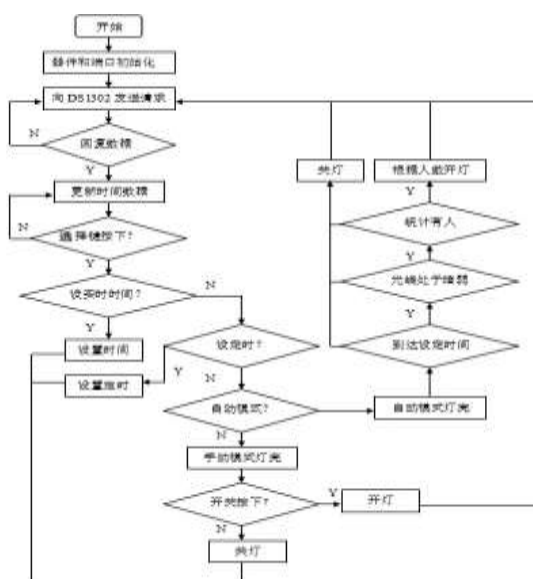 开始
器件和端口初始化
向DS1302发送请求
N
回复数据
Y
更新时间数据
N
选择键按下?
Y
设实时时间?
N
Y
设置时间
设定时?
Y
设置定时
N
自动模式?
N
手动模式灯亮
开关按下?
Y
开灯
N
关灯
关灯
根据人数开灯
Y
统计有人
Y
光线处于暗弱
Y
到达设定时间
自动模式灯亮